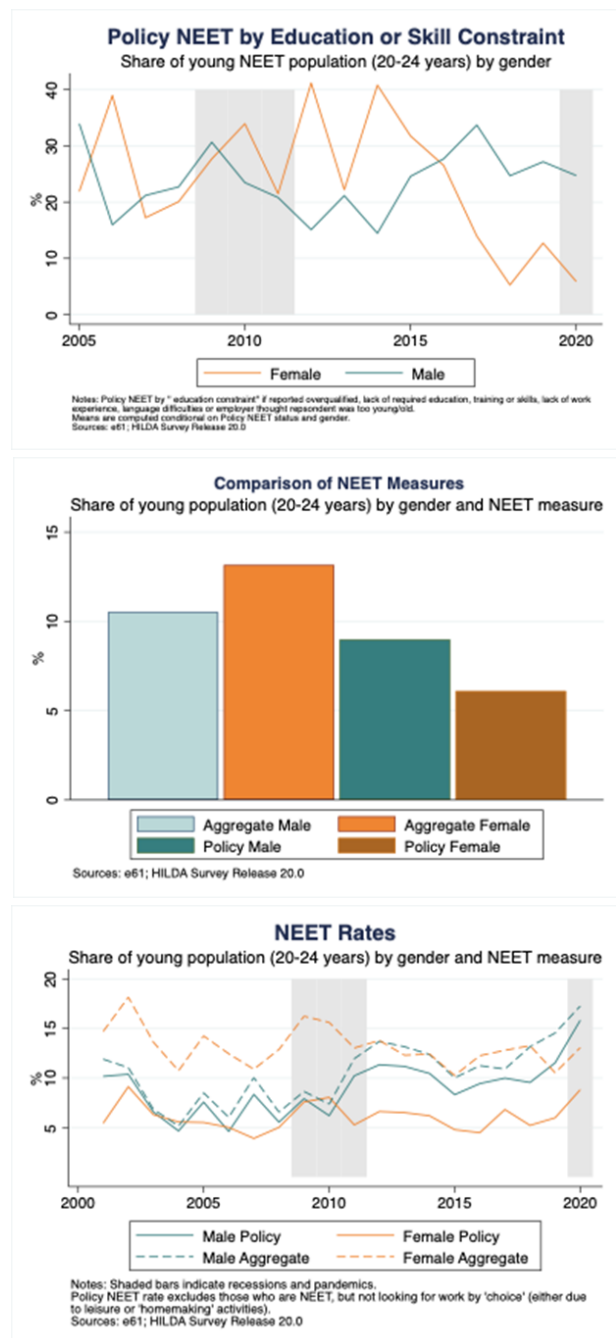 Policy NEET by Education or Skill Constraint
Share of young NEET population (20-24 years) by gender
40
30
20
10
0
%
2005
2010
2015
2020
Female
Male
Notes: Policy NEET by " education constraint" if reported overqualified, lack of required education, training or skills, lack of work
experience, language difficulties or employer thought repsondent was too young/old.
Means are computed conditional on Policy NEET status and gender.
Sources: e61; HILDA Survey Release 20.0
Comparison of NEET Measures
Share of young population (20-24 years) by gender and NEET measure
15
10
5
0
%
Aggregate Male
Aggregate Female
Policy Male
Policy Female
Sources: e61; HILDA Survey Release 20.0
NEET Rates
Share of young population (20-24 years) by gender and NEET measure
20
15
10
5
%
2000
2005
2010
2015
2020
Male Policy
Female Policy
Male Aggregate
Female Aggregate
Notes: Shaded bars indicate recessions and pandemics.
Policy NEET rate excludes those who are NEET, but not looking for work by 'choice' (either due
to leisure or 'homemaking' activities).
Sources: e61; HILDA Survey Release 20.0